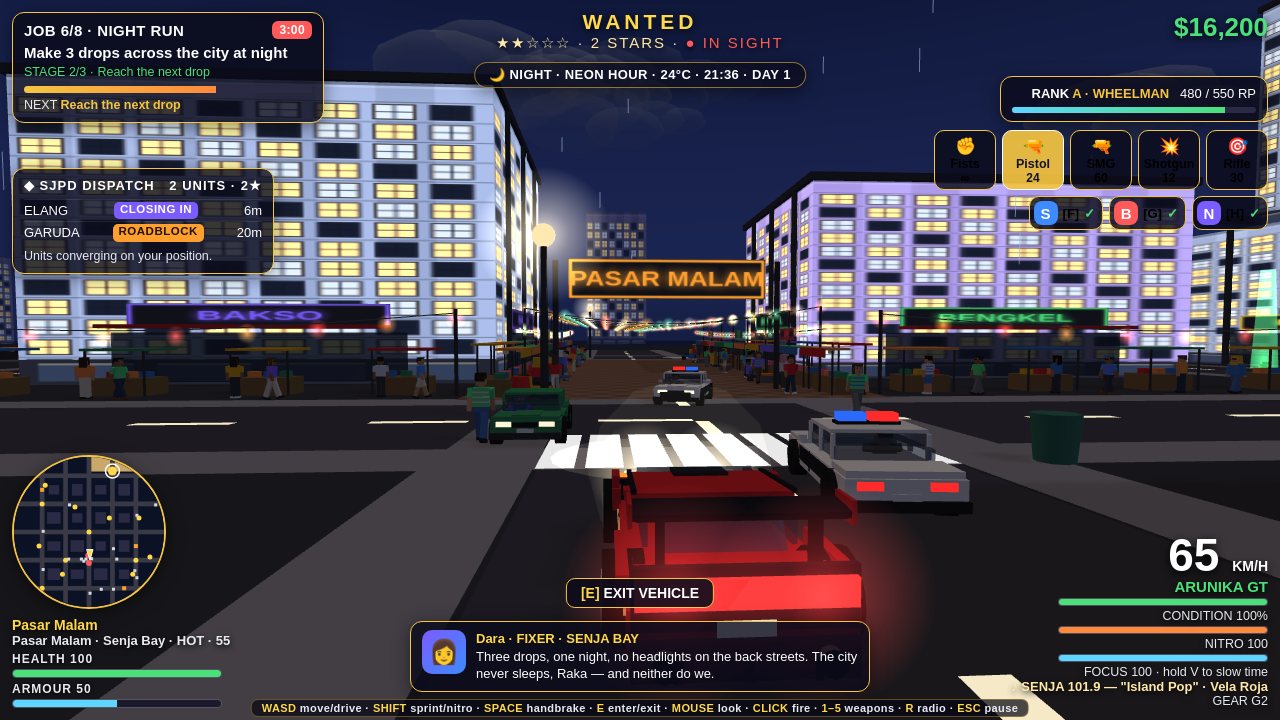 JOB 6/8 · NIGHT RUN 3:00
Make 3 drops across the city at night
STAGE 2/3 · Reach the next drop
NEXT Reach the next drop
WANTED
★★☆☆☆ · 2 STARS · ● IN SIGHT
🌙 NIGHT · NEON HOUR · 24°C · 21:36 · DAY 1
$16,200
RANK A · WHEELMAN 480 / 550 RP
Fists ∞
Pistol 24
SMG 60
Shotgun 12
Rifle 30
S [F] ✓
B [G] ✓
N [H] ✓
◆ SJPD DISPATCH 2 UNITS · 2★
ELANG CLOSING IN 6m
GARUDA ROADBLOCK 20m
Units converging on your position.
PASAR MALAM
BAKSO
BENGKEL
Pasar Malam
Pasar Malam · Senja Bay · HOT · 55
HEALTH 100
ARMOUR 50
[E] EXIT VEHICLE
Dara · FIXER · SENJA BAY
Three drops, one night, no headlights on the back streets. The city
never sleeps, Raka — and neither do we.
65 KM/H
ARUNIKA GT
CONDITION 100%
NITRO 100
FOCUS 100 · hold V to slow time
♪ SENJA 101.9 — "Island Pop" · Vela Roja
GEAR G2
WASD move/drive · SHIFT sprint/nitro · SPACE handbrake · E enter/exit · MOUSE look · CLICK fire · 1–5 weapons · R radio · ESC pause